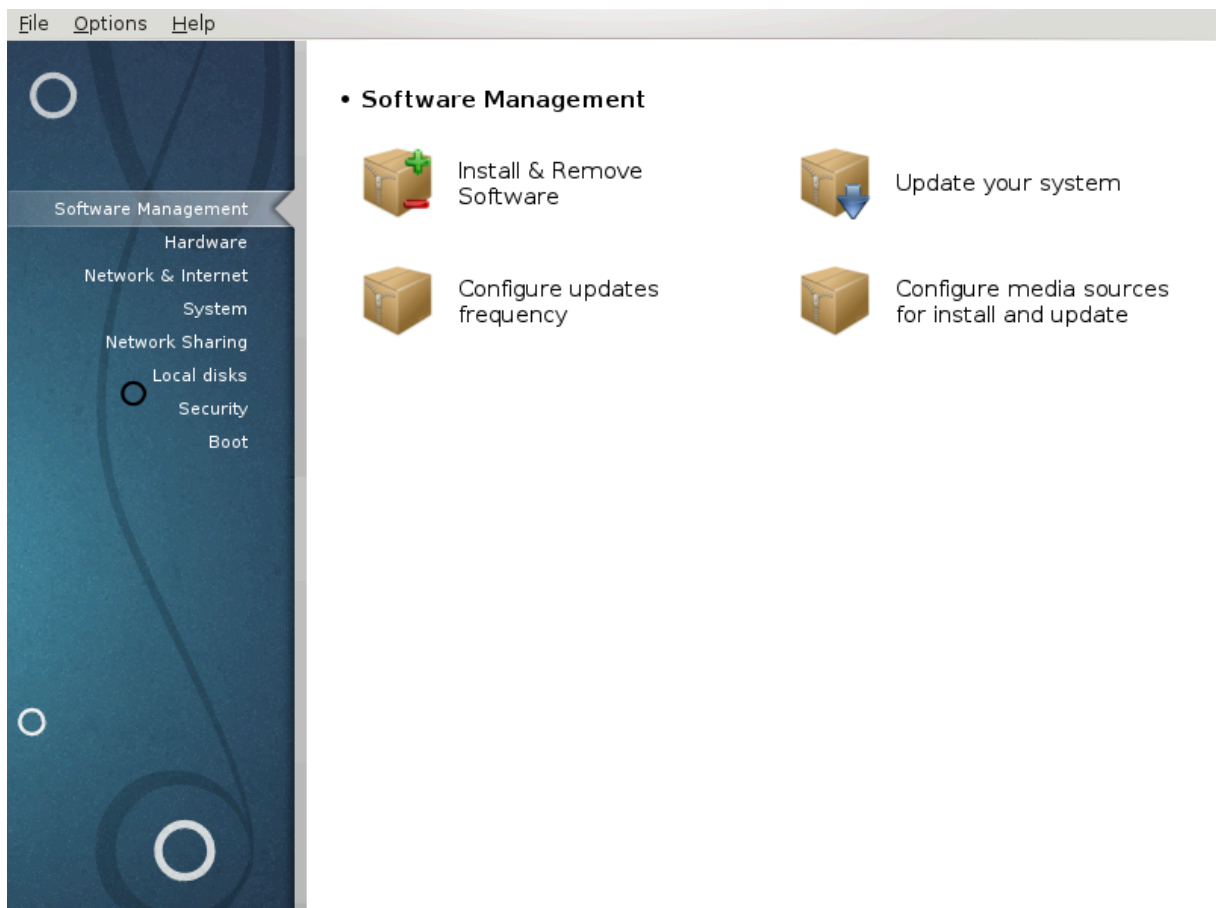 File Options Help
Software Management
Hardware
Network & Internet
System
Network Sharing
Local disks
Security
Boot
• Software Management
Install & Remove
Software
Update your system
Configure updates
frequency
Configure media sources
for install and update